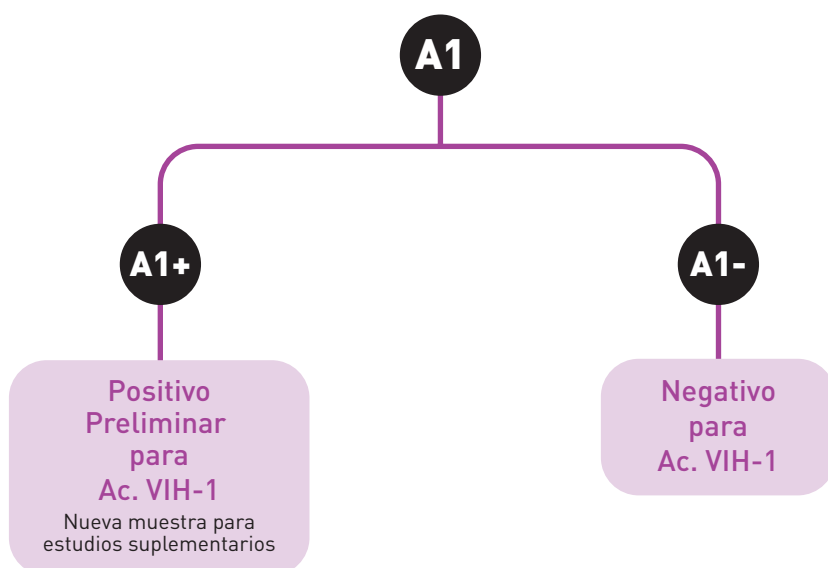 A1
A1+
A1-
Positivo
Preliminar
para
Ac. VIH-1
Nueva muestra para
estudios suplementarios
Negativo
para
Ac. VIH-1